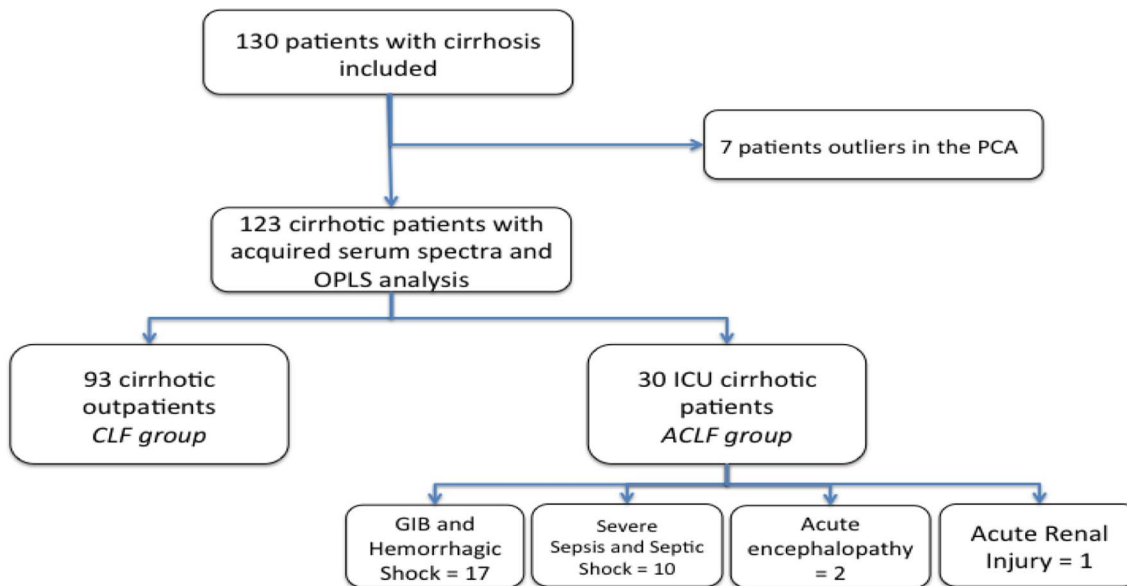 130 patients with cirrhosis
included
7 patients outliers in the PCA
123 cirrhotic patients with
acquired serum spectra and
OPLS analysis
93 cirrhotic
outpatients
CLF group
30 ICU cirrhotic
patients
ACLF group
GIB and
Hemorrhagic
Shock = 17
Severe
Sepsis and Septic
Shock = 10
Acute
encephalopathy
= 2
Acute Renal
Injury = 1